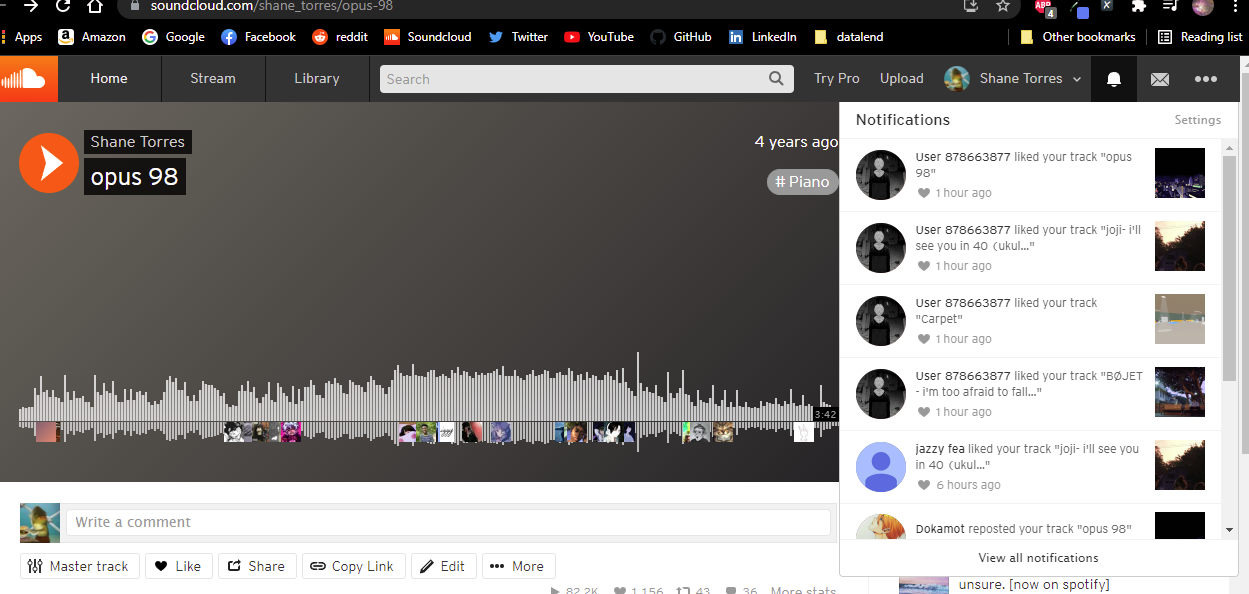 soundcloud.com/shane_torres/opus-98
ABP 4
Apps Amazon Google Facebook reddit Soundcloud Twitter YouTube GitHub LinkedIn datalend Other bookmarks Reading list
Home Stream Library Search Try Pro Upload Shane Torres
Shane Torres
opus 98
4 years ago
# Piano
3:42
Write a comment
Master track Like Share Copy Link Edit More
82.2K 1,156 43 36 More stats
Notifications Settings
User 878663877 liked your track "opus
98"
1 hour ago
User 878663877 liked your track "joji- i'll
see you in 40 (ukul..."
1 hour ago
User 878663877 liked your track
"Carpet"
1 hour ago
User 878663877 liked your track "BØJET
- i'm too afraid to fall..."
1 hour ago
jazzy fea liked your track "joji- i'll see you
in 40 (ukul..."
6 hours ago
Dokamot reposted your track "opus 98"
View all notifications
unsure. [now on spotify]